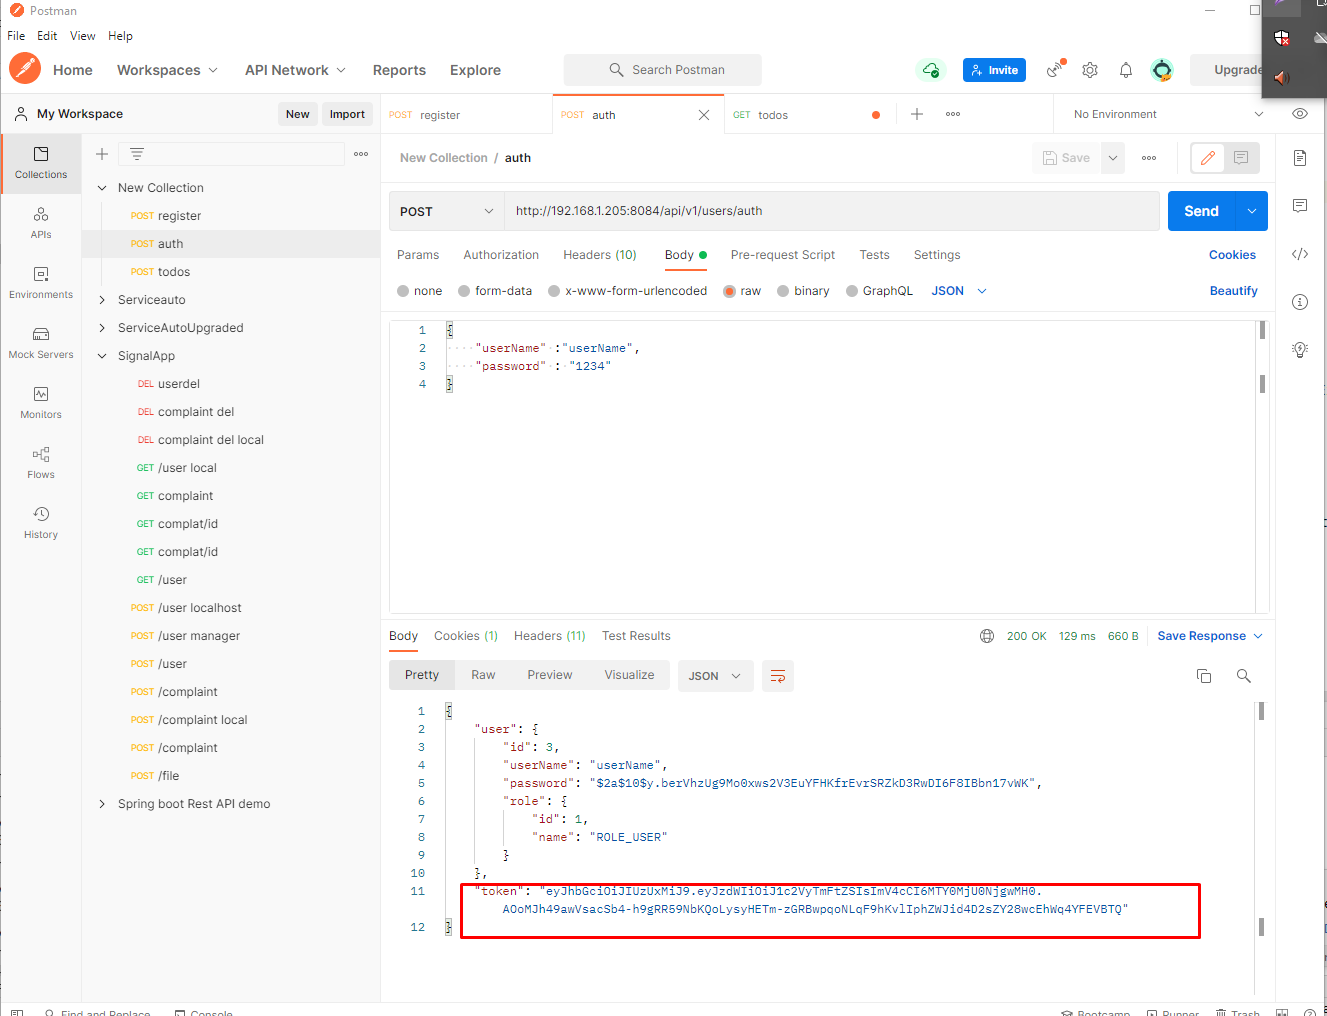 Postman
File Edit View Help
Home Workspaces API Network Reports Explore
Search Postman
Invite
Upgrade
My Workspace
New Import
POST register
POST auth
GET todos
No Environment
Collections
APIs
Environments
Mock Servers
Monitors
Flows
History
New Collection
POST register
POST auth
POST todos
Serviceauto
ServiceAutoUpgraded
SignalApp
DEL userdel
DEL complaint del
DEL complaint del local
GET /user local
GET complaint
GET complat/id
GET complat/id
GET /user
POST /user localhost
POST /user manager
POST /user
POST /complaint
POST /complaint local
POST /complaint
POST /file
Spring boot Rest API demo
New Collection / auth
Save
POST http://192.168.1.205:8084/api/v1/users/auth
Send
Params Authorization Headers (10) Body Pre-request Script Tests Settings Cookies
none form-data x-www-form-urlencoded raw binary GraphQL JSON Beautify
1 {
2 "userName" :"userName",
3 "password" : "1234"
4 }
Body Cookies (1) Headers (11) Test Results 200 OK 129 ms 660 B Save Response
Pretty Raw Preview Visualize JSON
1 {
2 "user": {
3 "id": 3,
4 "userName": "userName",
5 "password": "$2a$10$y.berVhzUg9Mo0xws2V3EuYFHKfrEvrSRZkD3RwDI6F8IBbn17vWK",
6 "role": {
7 "id": 1,
8 "name": "ROLE_USER"
9 }
10 },
11 "token": "eyJhbGciOiJIUzUxMiJ9.eyJzdWIiOiJ1c2VyTmFtZSIsImV4cCI6MTY0MjU0NjgwMH0.
AOoMJh49awVsacSb4-h9gRR59NbKQoLysyHETm-zGRBwpqoNLqF9hKvlIphZWJid4D2sZY28wcEhWq4YFEVBTQ"
12 }
Find and Replace Console
Bootcamp Runner Trash